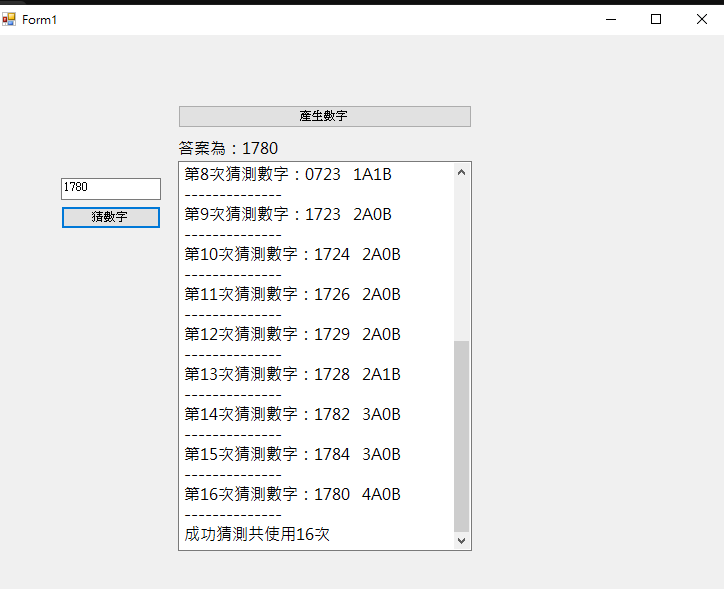 Form1
產生數字
答案為：1780
1780
猜數字
第8次猜測數字：0723 1A1B
--------------
第9次猜測數字：1723 2A0B
--------------
第10次猜測數字：1724 2A0B
--------------
第11次猜測數字：1726 2A0B
--------------
第12次猜測數字：1729 2A0B
--------------
第13次猜測數字：1728 2A1B
--------------
第14次猜測數字：1782 3A0B
--------------
第15次猜測數字：1784 3A0B
--------------
第16次猜測數字：1780 4A0B
--------------
成功猜測共使用16次